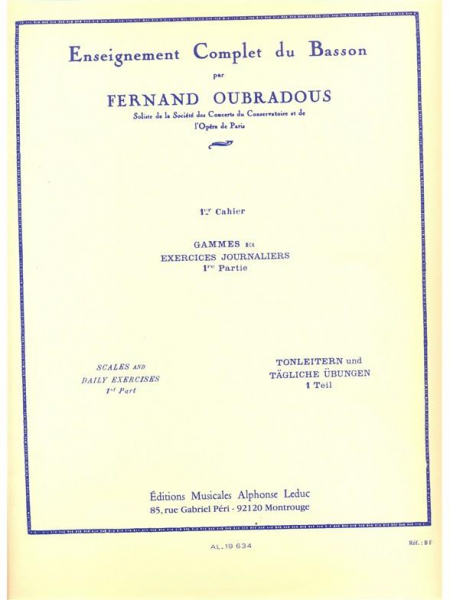 Enseignement Complet du Basson
par
FERNAND OUBRADOUS
Soliste de la Société des Concerts du Conservatoire et de
l'Opéra de Paris
1er Cahier
GAMMES et
EXERCICES JOURNALIERS
1re Partie
SCALES AND
DAILY EXERCISES
1st Part
TONLEITERN und
TÄGLICHE ÜBUNGEN
1 Teil
Éditions Musicales Alphonse Leduc
85, rue Gabriel Péri - 92120 Montrouge
AL.19 634
Réf. : BF